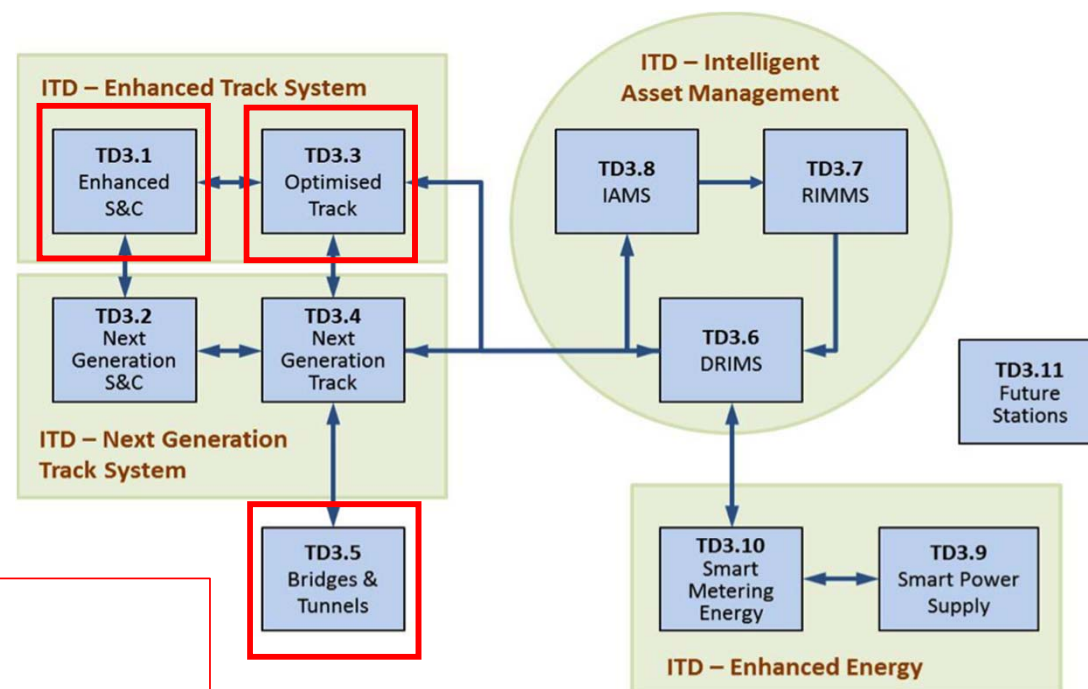 ITD – Enhanced Track System
TD3.1
Enhanced
S&C
TD3.3
Optimised
Track
TD3.2
Next
Generation
S&C
TD3.4
Next
Generation
Track
ITD – Next Generation
Track System
TD3.5
Bridges &
Tunnels
ITD – Intelligent
Asset Management
TD3.8
IAMS
TD3.7
RIMMS
TD3.6
DRIMS
TD3.11
Future
Stations
TD3.10
Smart
Metering
Energy
TD3.9
Smart Power
Supply
ITD – Enhanced Energy